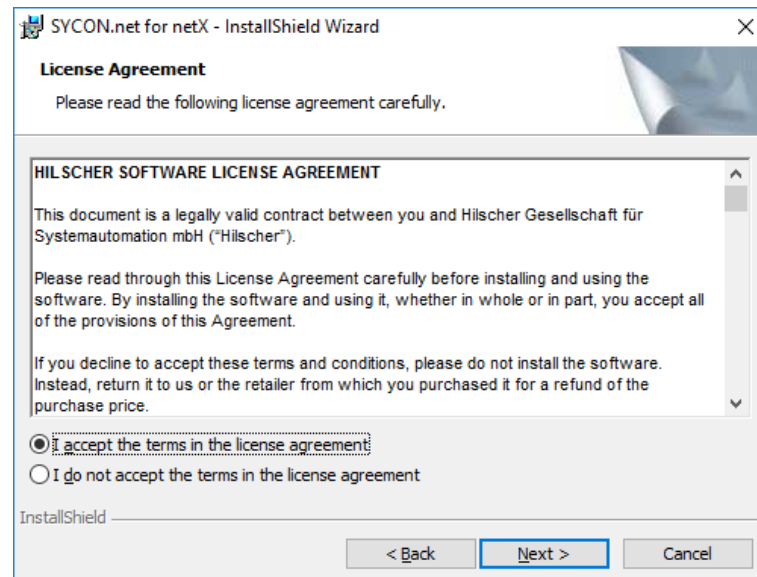 SYCON.net for netX - InstallShield Wizard
License Agreement
Please read the following license agreement carefully.
HILSCHER SOFTWARE LICENSE AGREEMENT
This document is a legally valid contract between you and Hilscher Gesellschaft für
Systemautomation mbH (“Hilscher”).
Please read through this License Agreement carefully before installing and using the
software. By installing the software and using it, whether in whole or in part, you accept all
of the provisions of this Agreement.
If you decline to accept these terms and conditions, please do not install the software.
Instead, return it to us or the retailer from which you purchased it for a refund of the
purchase price.
I accept the terms in the license agreement
I do not accept the terms in the license agreement
InstallShield
< Back Next > Cancel